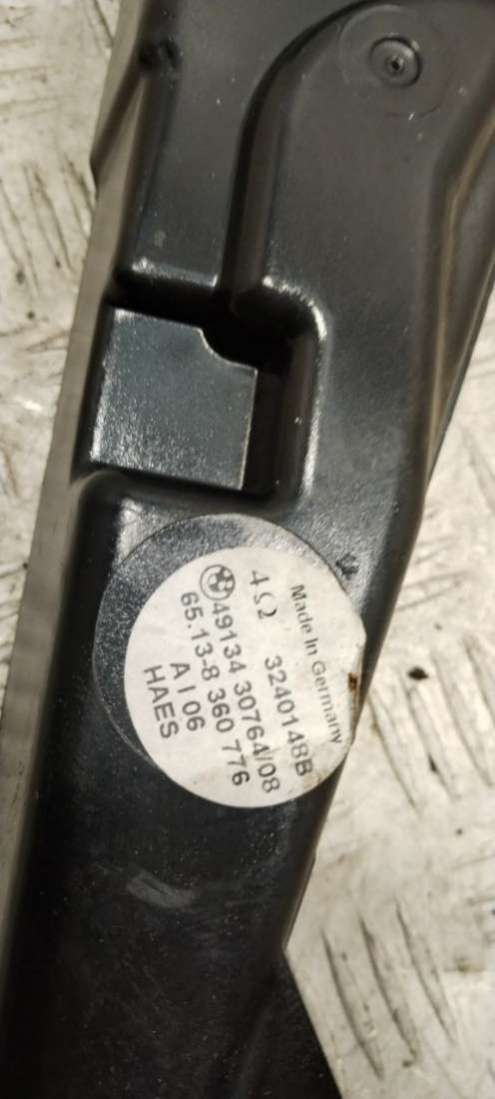 Made In Germany
4Ω 3240148B
49134 30764/08
65.13-8 360 776
A I 06
HAES